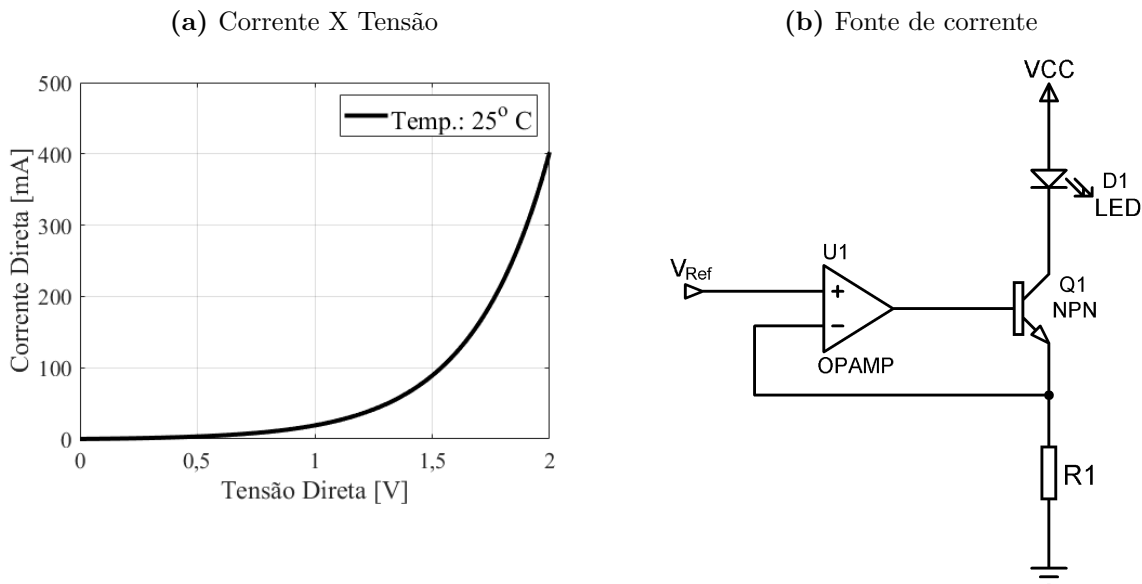 (a) Corrente X Tensão
500
400
300
200
100
0
Corrente Direta [mA]
Temp.: 25º C
0 0,5 1 1,5 2
Tensão Direta [V]
(b) Fonte de corrente
VCC
D1
LED
U1
V_Ref
+
-
OPAMP
Q1
NPN
R1